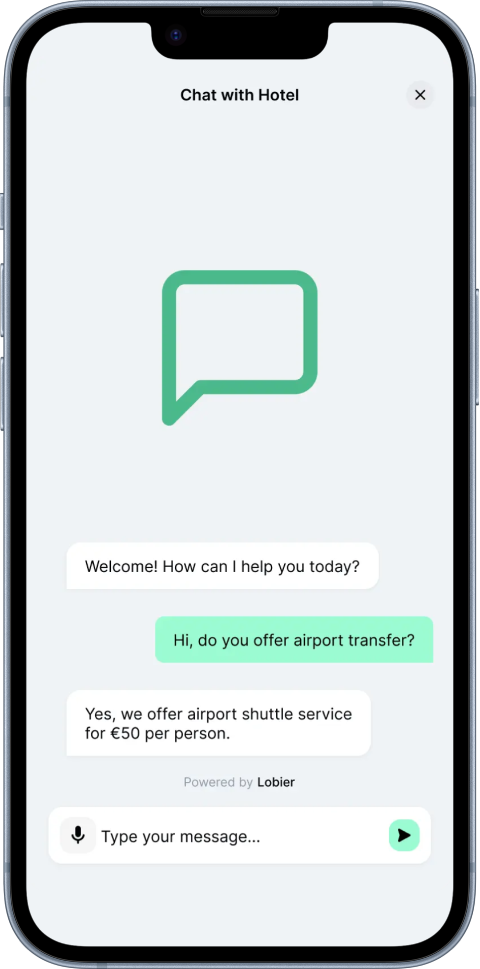 Chat with Hotel
Welcome! How can I help you today?
Hi, do you offer airport transfer?
Yes, we offer airport shuttle service
for €50 per person.
Powered by Lobier
Type your message...